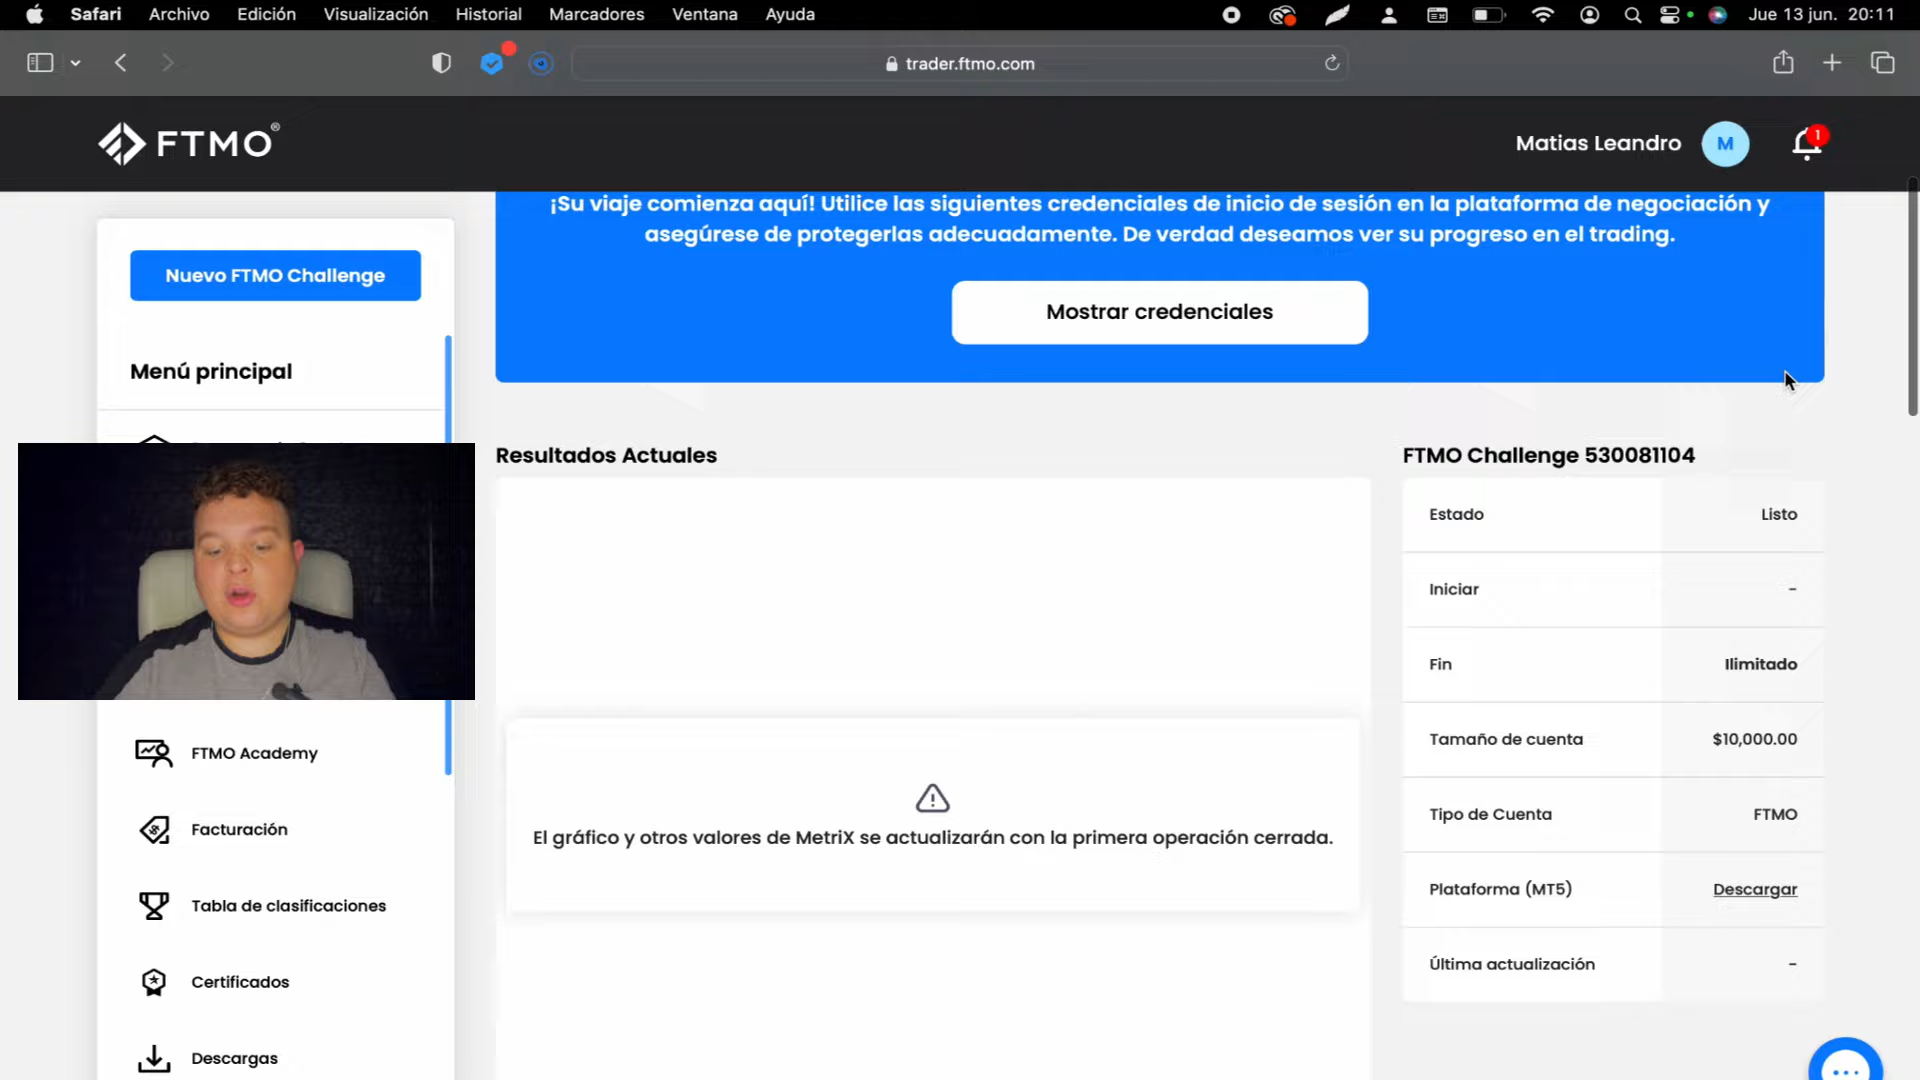 Safari Archivo Edición Visualización Historial Marcadores Ventana Ayuda Jue 13 jun. 20:11
trader.ftmo.com
FTMO®
Matias Leandro M 1
¡Su viaje comienza aquí! Utilice las siguientes credenciales de inicio de sesión en la plataforma de negociación y
asegúrese de protegerlas adecuadamente. De verdad deseamos ver su progreso en el trading.
Mostrar credenciales
Nuevo FTMO Challenge
Menú principal
FTMO Academy
Facturación
Tabla de clasificaciones
Certificados
Descargas
Resultados Actuales
El gráfico y otros valores de MetriX se actualizarán con la primera operación cerrada.
FTMO Challenge 530081104
Estado Listo
Iniciar -
Fin Ilimitado
Tamaño de cuenta $10,000.00
Tipo de Cuenta FTMO
Plataforma (MT5) Descargar
Última actualización -